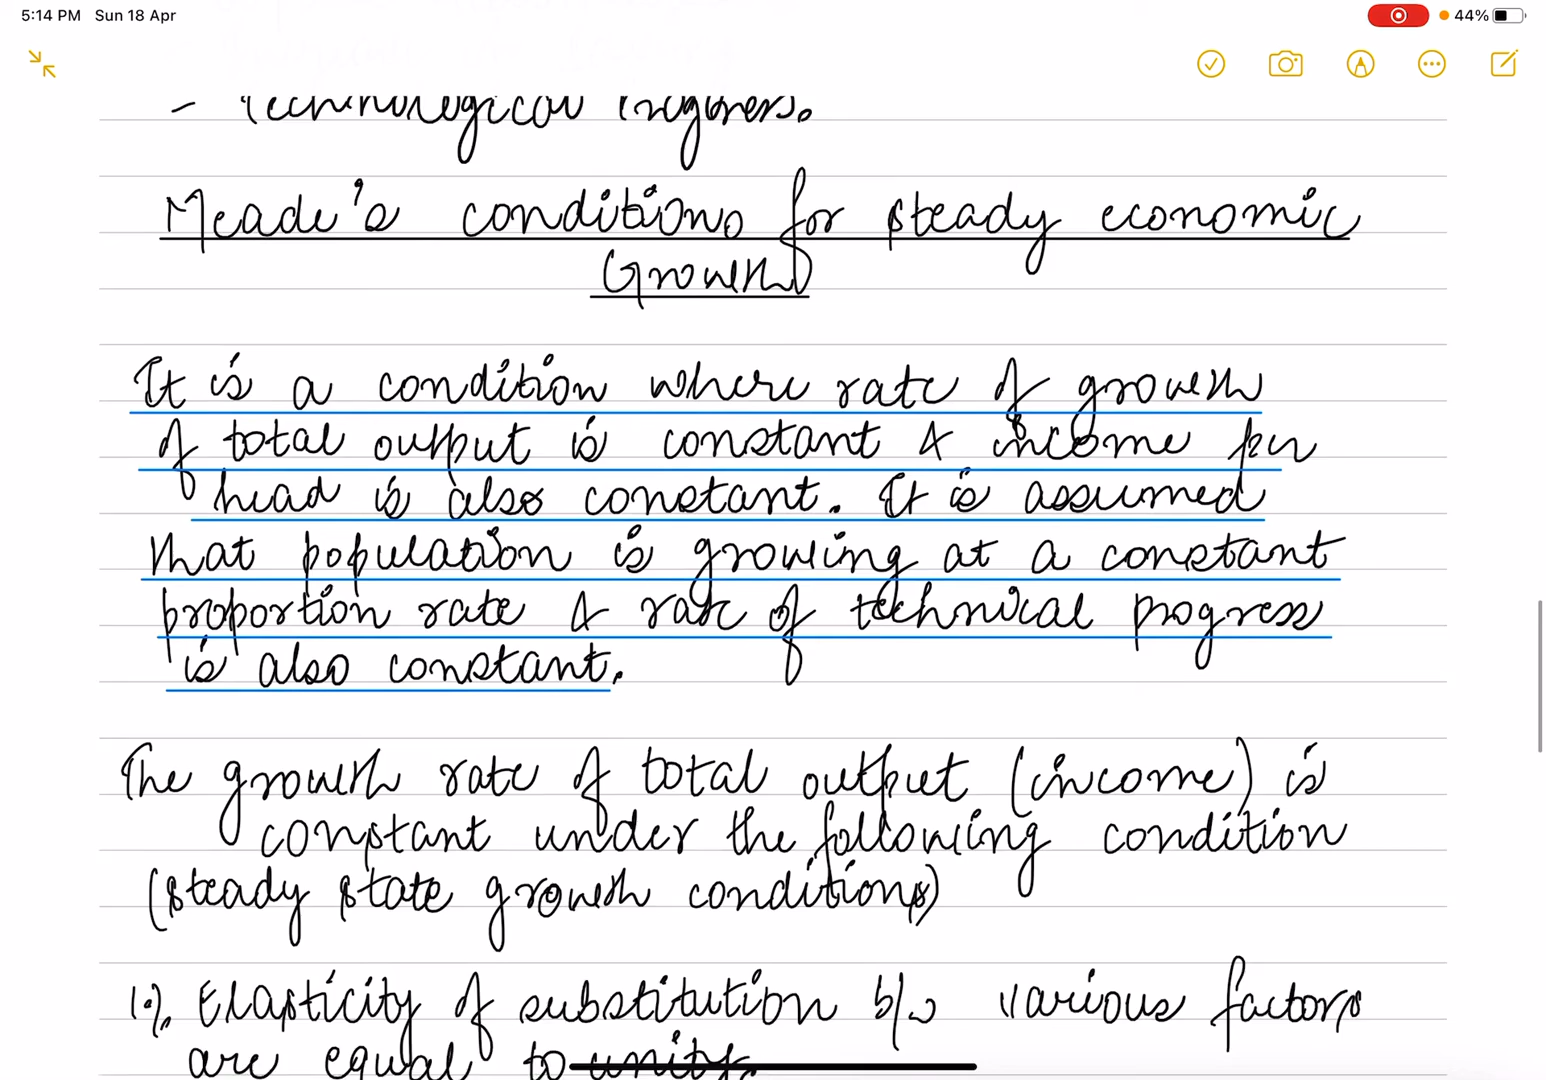 5:14 PM Sun 18 Apr
44%
- Technological Progress.
Meade's conditions for steady economic
Growth
It is a condition where rate of growth
of total output is constant & income per
head is also constant. It is assumed
that population is growing at a constant
proportion rate & rate of technical progress
is also constant.
The growth rate of total output (income) is
constant under the following condition
(steady state growth conditions)
1.). Elasticity of substitution b/w various factors
are equal to unity.